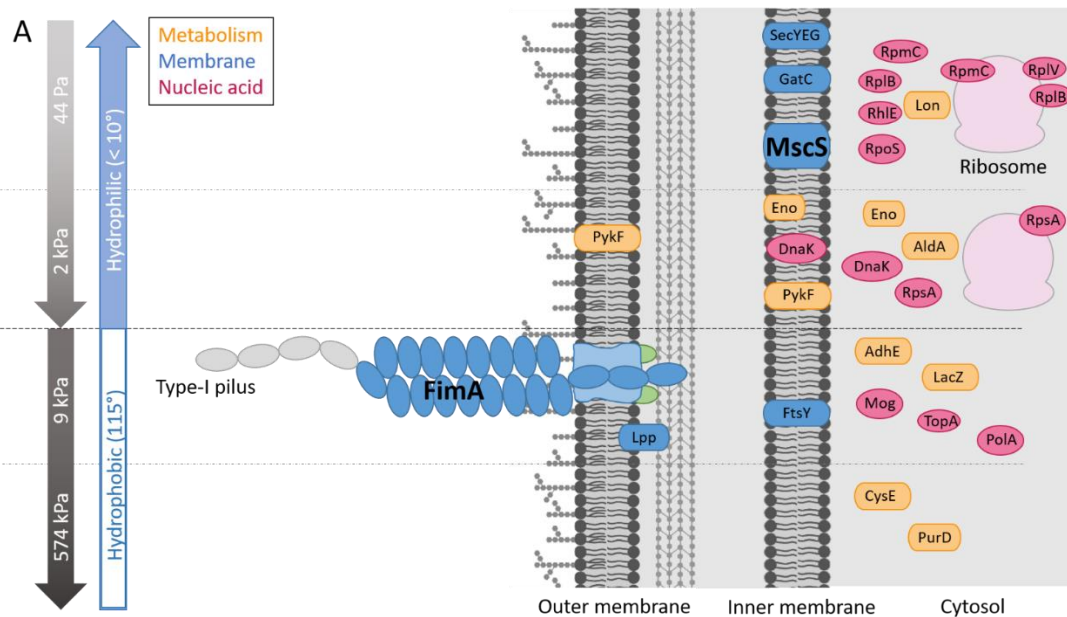 A
Metabolism
Membrane
Nucleic acid
44 Pa
2 kPa
9 kPa
574 kPa
Hydrophilic (< 10°)
Hydrophobic (115°)
SecYEG
GatC
MscS
RpmC
RplB
RhlE
RpoS
Lon
RpmC
RplV
RplB
Ribosome
PykF
Eno
DnaK
PykF
Eno
AldA
DnaK
RpsA
RpsA
Type-I pilus
FimA
Lpp
FtsY
AdhE
LacZ
Mog
TopA
PolA
CysE
PurD
Outer membrane
Inner membrane
Cytosol